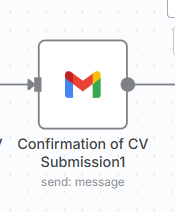 Confirmation of CV
Submission1
send: message